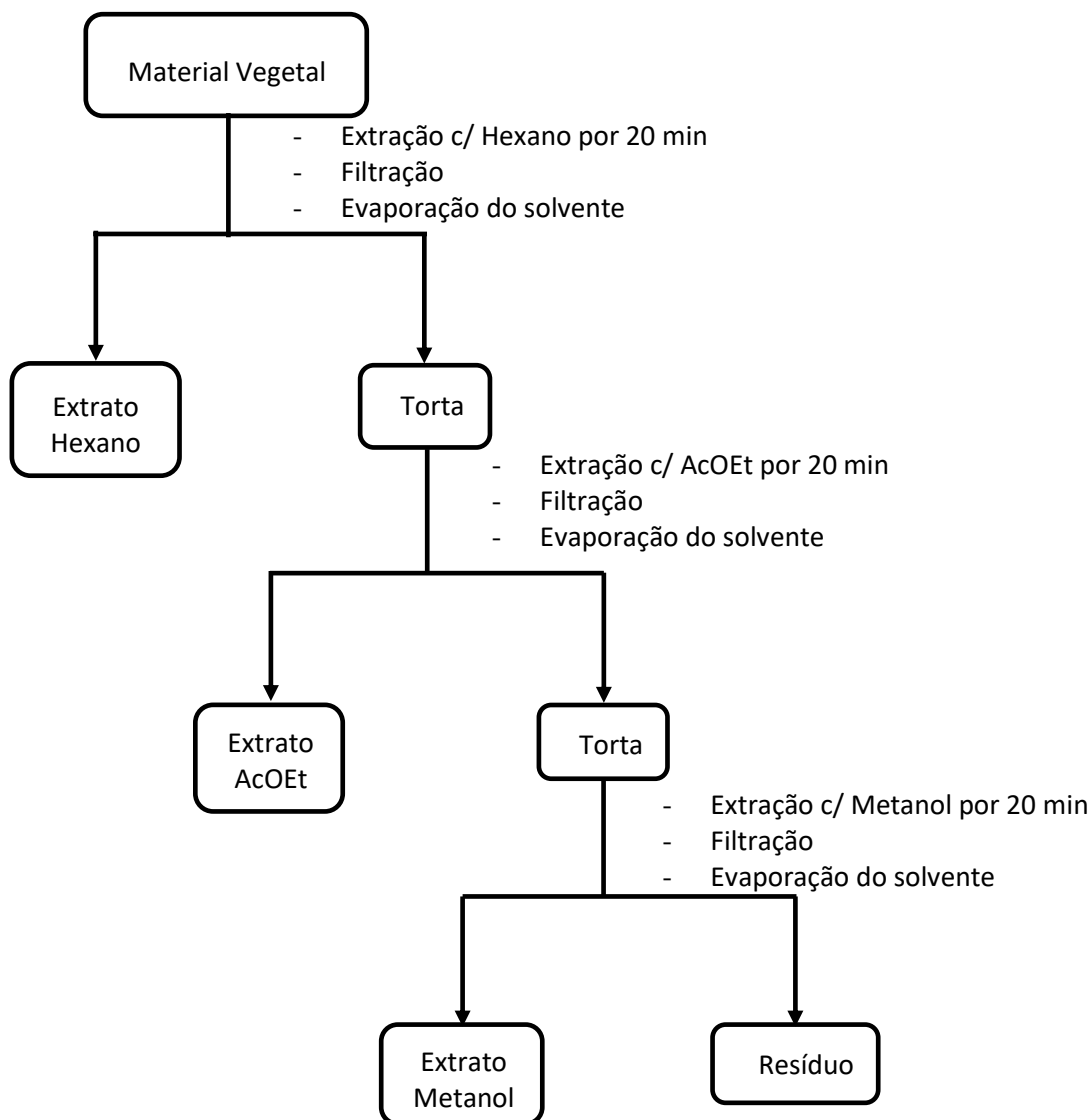 Material Vegetal
- Extração c/ Hexano por 20 min
- Filtração
- Evaporação do solvente
Extrato
Hexano
Torta
- Extração c/ AcOEt por 20 min
- Filtração
- Evaporação do solvente
Extrato
AcOEt
Torta
- Extração c/ Metanol por 20 min
- Filtração
- Evaporação do solvente
Extrato
Metanol
Resíduo